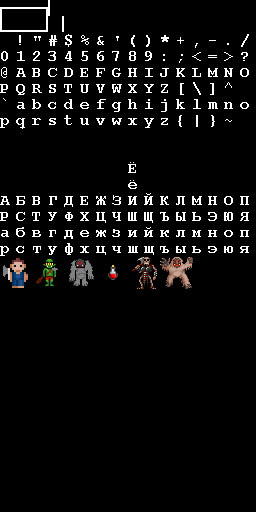 ! " # $ % & ' ( ) * + , - . /
0 1 2 3 4 5 6 7 8 9 : ; < = > ?
@ A B C D E F G H I J K L M N O
P Q R S T U V W X Y Z [ \ ] ^
` a b c d e f g h i j k l m n o
p q r s t u v w x y z { | } ~
Ё
ё
А Б В Г Д Е Ж З И Й К Л М Н О П
Р С Т У Ф Х Ц Ч Ш Щ Ъ Ы Ь Э Ю Я
а б в г д е ж з и й к л м н о п
р с т у ф х ц ч ш щ ъ ы ь э ю я